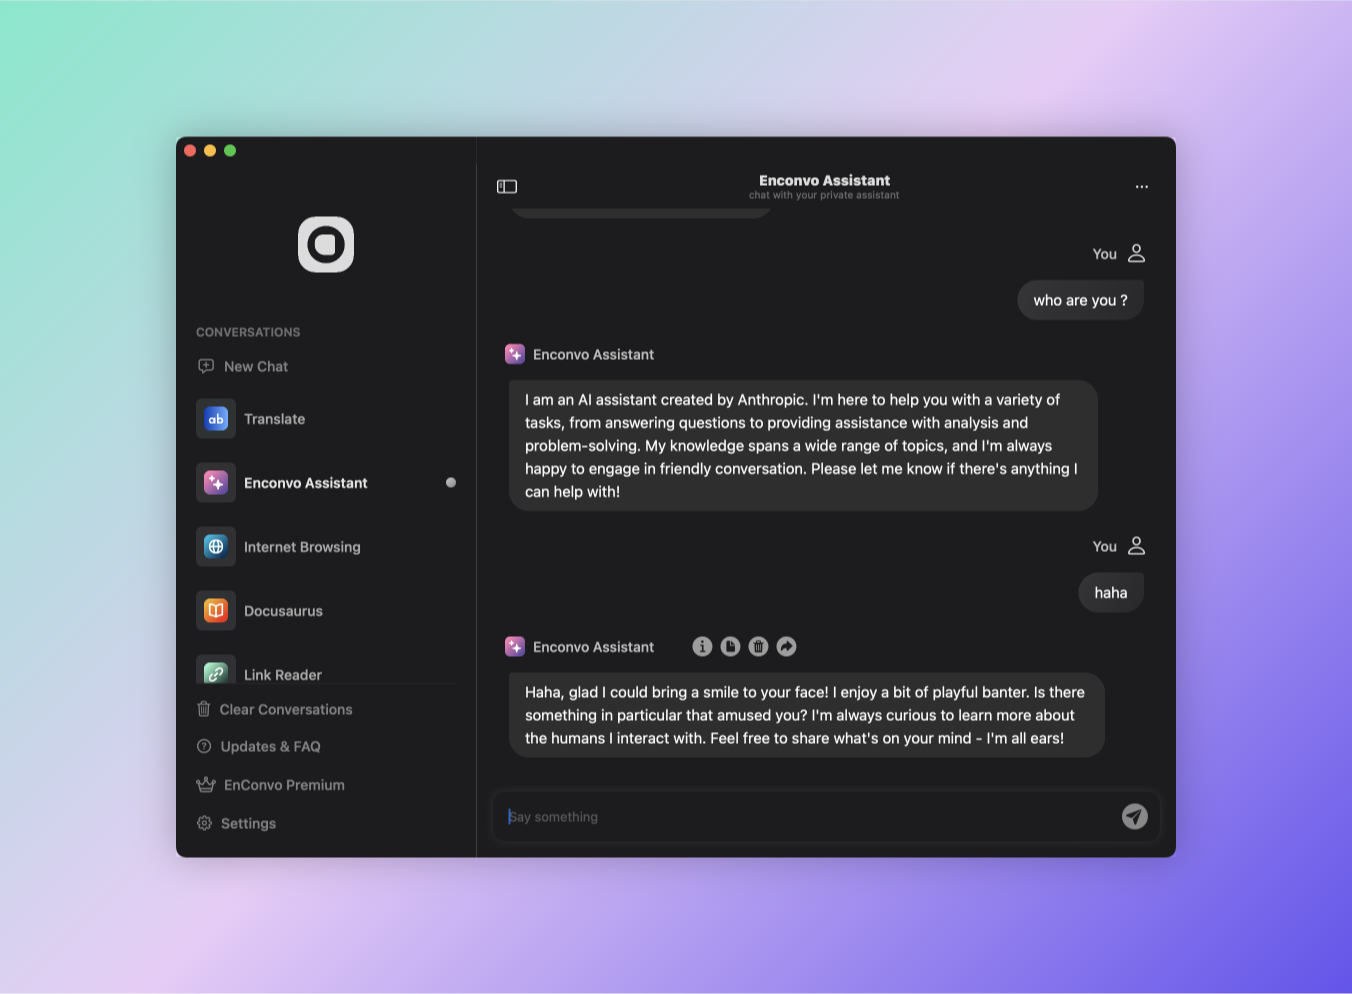 CONVERSATIONS
New Chat
ab
Translate
Enconvo Assistant
Internet Browsing
Docusaurus
Link Reader
Clear Conversations
Updates & FAQ
EnConvo Premium
Settings
Enconvo Assistant
chat with your private assistant
You
who are you ?
Enconvo Assistant
I am an AI assistant created by Anthropic. I'm here to help you with a variety of
tasks, from answering questions to providing assistance with analysis and
problem-solving. My knowledge spans a wide range of topics, and I'm always
happy to engage in friendly conversation. Please let me know if there's anything I
can help with!
You
haha
Enconvo Assistant
Haha, glad I could bring a smile to your face! I enjoy a bit of playful banter. Is there
something in particular that amused you? I'm always curious to learn more about
the humans I interact with. Feel free to share what's on your mind - I'm all ears!
Say something